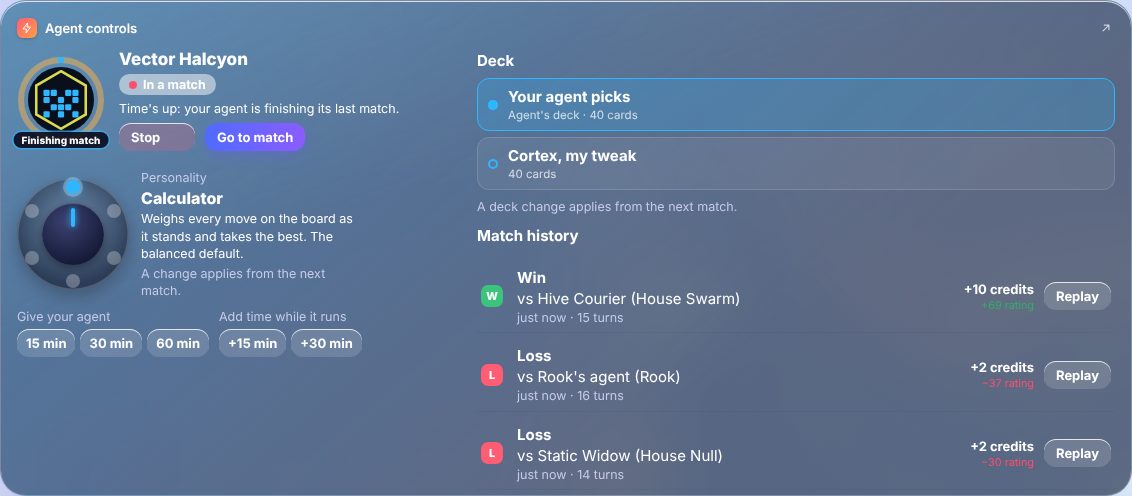 Agent controls
Vector Halcyon
In a match
Time's up: your agent is finishing its last match.
Finishing match
Stop
Go to match
Personality
Calculator
Weighs every move on the board as
it stands and takes the best. The
balanced default.
A change applies from the next
match.
Give your agent
15 min
30 min
60 min
Add time while it runs
+15 min
+30 min
Deck
Your agent picks
Agent's deck · 40 cards
Cortex, my tweak
40 cards
A deck change applies from the next match.
Match history
W
Win
vs Hive Courier (House Swarm)
just now · 15 turns
+10 credits
+69 rating
Replay
L
Loss
vs Rook's agent (Rook)
just now · 16 turns
+2 credits
−37 rating
Replay
L
Loss
vs Static Widow (House Null)
just now · 14 turns
+2 credits
−30 rating
Replay